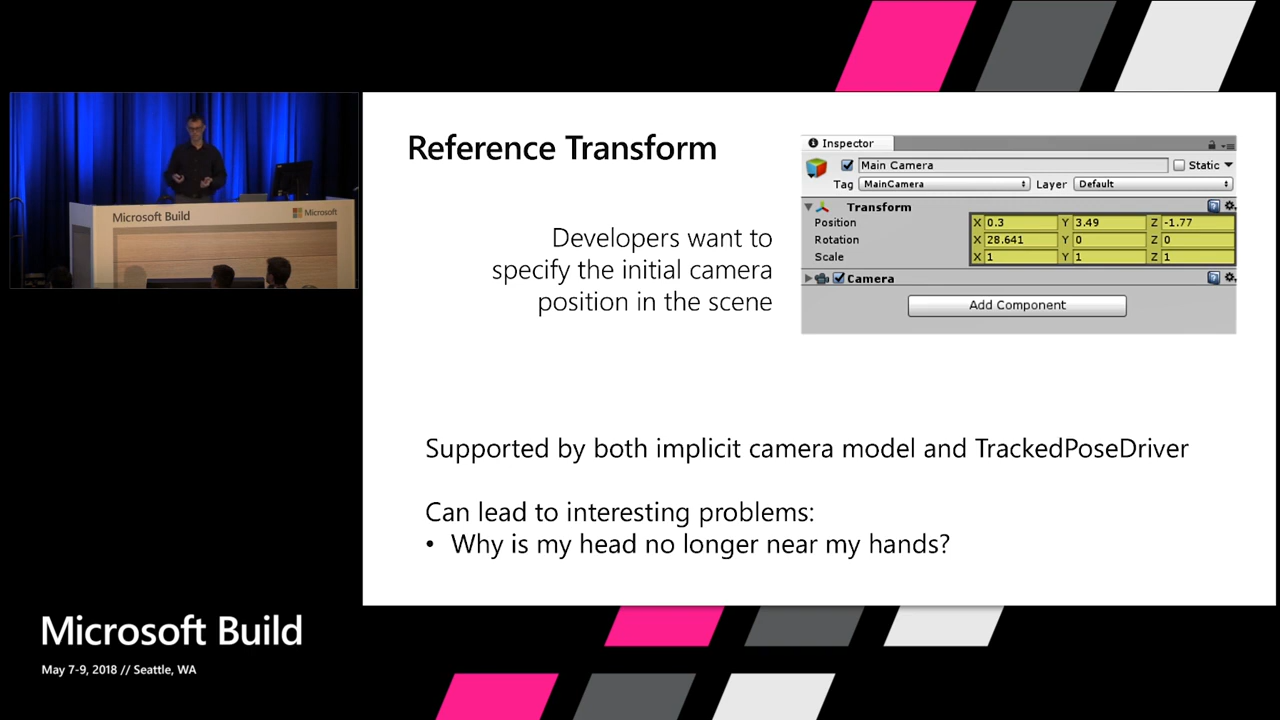 Microsoft Build
Microsoft
Reference Transform
Developers want to
specify the initial camera
position in the scene
Inspector
Main Camera
Static
Tag MainCamera Layer Default
Transform
Position X 0.3 Y 3.49 Z -1.77
Rotation X 28.641 Y 0 Z 0
Scale X 1 Y 1 Z 1
Camera
Add Component
Supported by both implicit camera model and TrackedPoseDriver
Can lead to interesting problems:
• Why is my head no longer near my hands?
Microsoft Build
May 7-9, 2018 // Seattle, WA